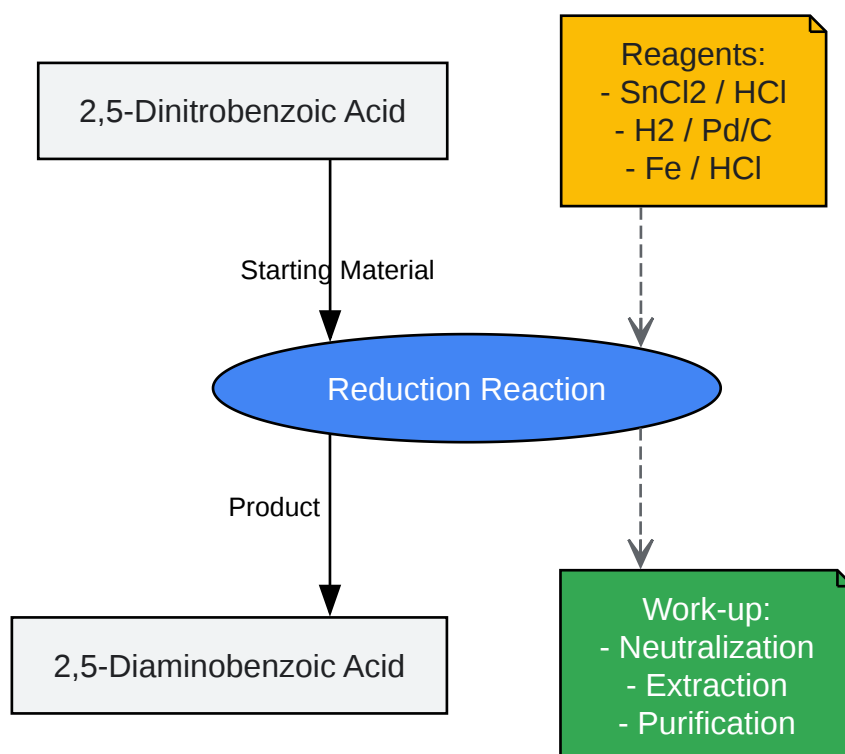 2,5-Dinitrobenzoic Acid
Reagents:
- SnCl2 / HCl
- H2 / Pd/C
- Fe / HCl
Starting Material
Reduction Reaction
Product
2,5-Diaminobenzoic Acid
Work-up:
- Neutralization
- Extraction
- Purification